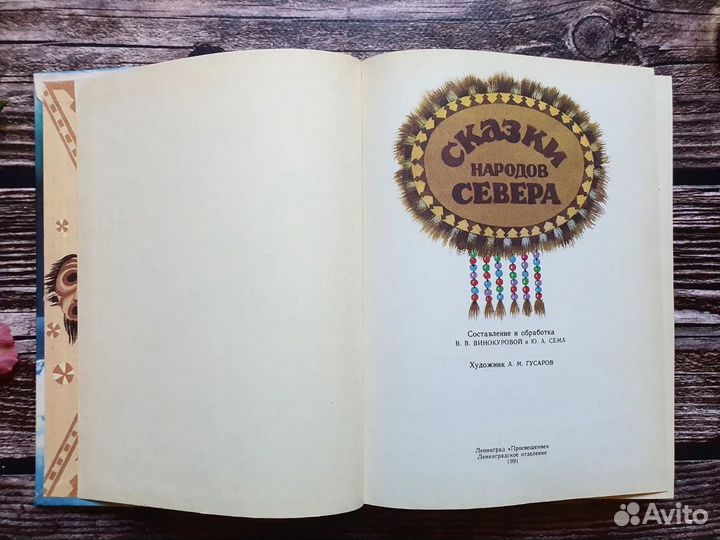 Сказки
НАРОДОВ
СЕВЕРА
Составление и обработка
В. В. ВИНОКУРОВОЙ и Ю. А. СЕМА
Художник А. М. ГУСАРОВ
Ленинград «Просвещение»
Ленинградское отделение
1991
Avito